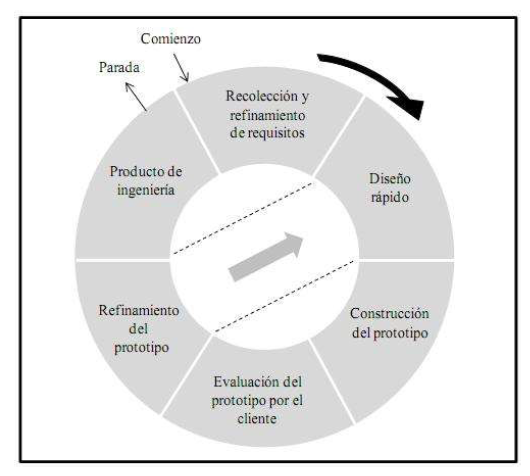 Comienzo
Parada
Recolección y
refinamiento
de requisitos
Diseño
rápido
Construcción
del prototipo
Evaluación del
prototipo por el
cliente
Refinamiento
del
prototipo
Producto de
ingeniería